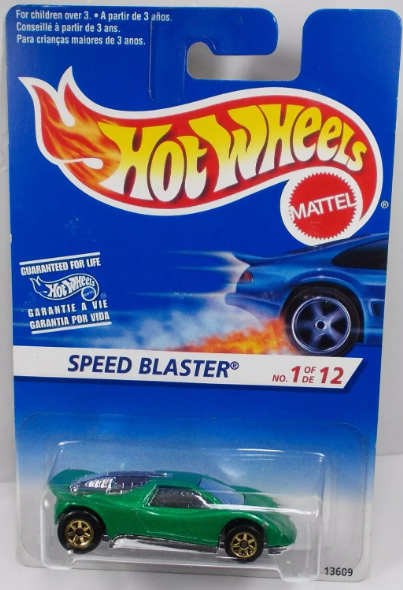 For children over 3. • A partir de 3 años.
Conseillé à partir de 3 ans.
Para crianças maiores de 3 anos.
HOT WHEELS
MATTEL
®
GUARANTEED FOR LIFE
HOT WHEELS
GARANTIE A VIE
GARANTIA POR VIDA
SPEED BLASTER®
NO. 1 OF DE 12
13609